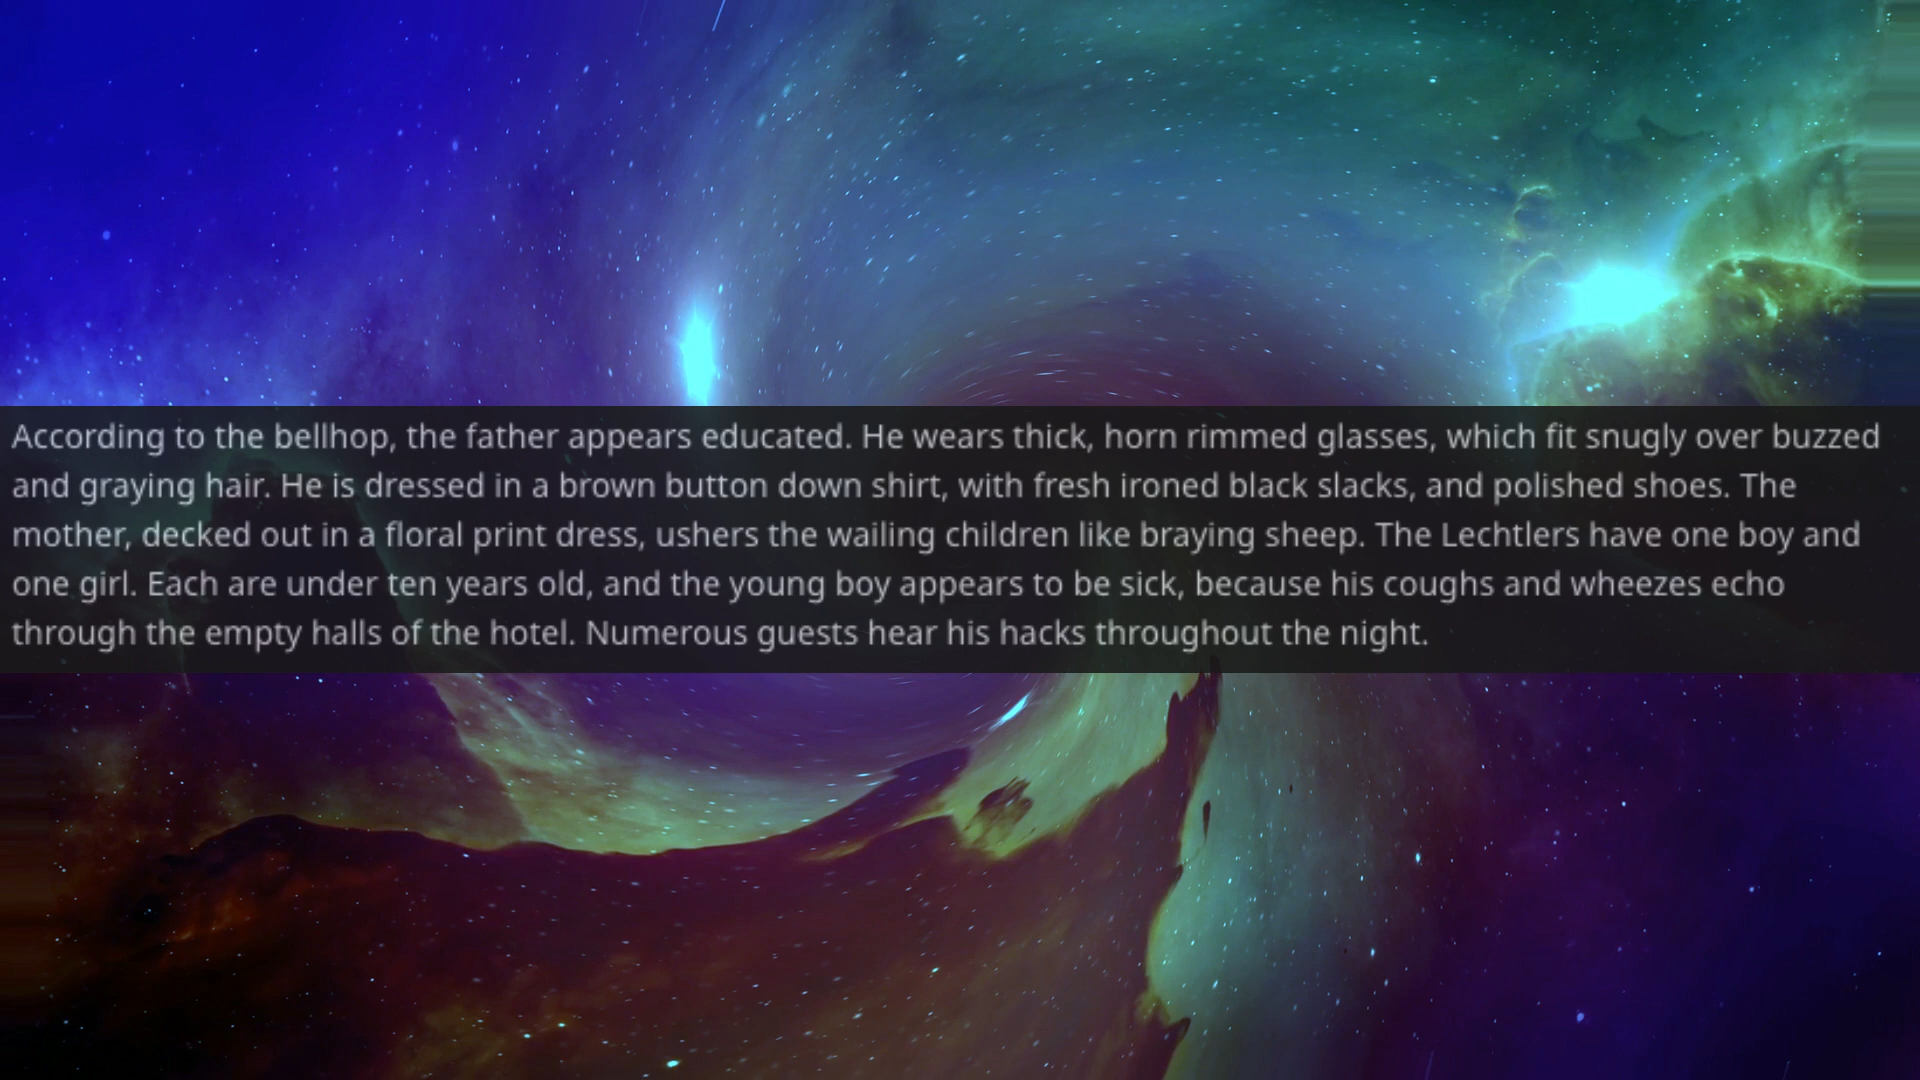 According to the bellhop, the father appears educated. He wears thick, horn rimmed glasses, which fit snugly over buzzed
and graying hair. He is dressed in a brown button down shirt, with fresh ironed black slacks, and polished shoes. The
mother, decked out in a floral print dress, ushers the wailing children like braying sheep. The Lechtlers have one boy and
one girl. Each are under ten years old, and the young boy appears to be sick, because his coughs and wheezes echo
through the empty halls of the hotel. Numerous guests hear his hacks throughout the night.